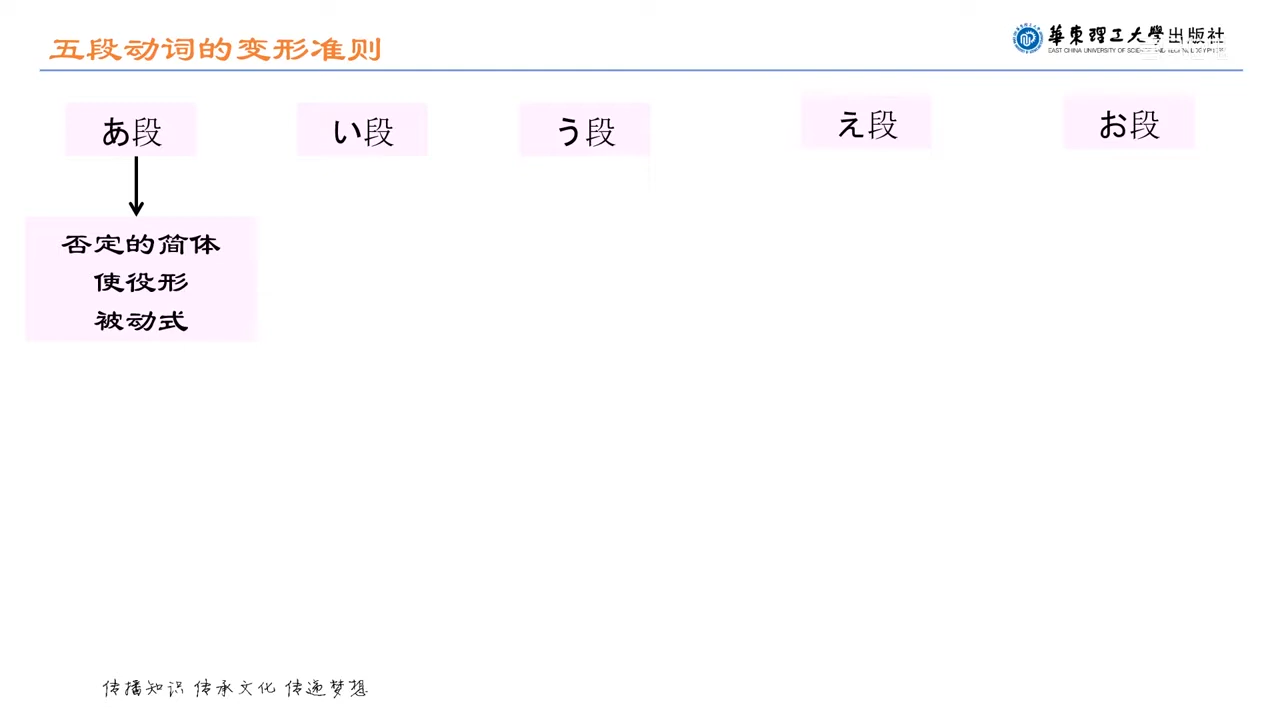 五段动词的变形准则
華東理工大學出版社
あ段
い段
う段
え段
お段
否定的简体
使役形
被动式
传播知识 传承文化 传递梦想